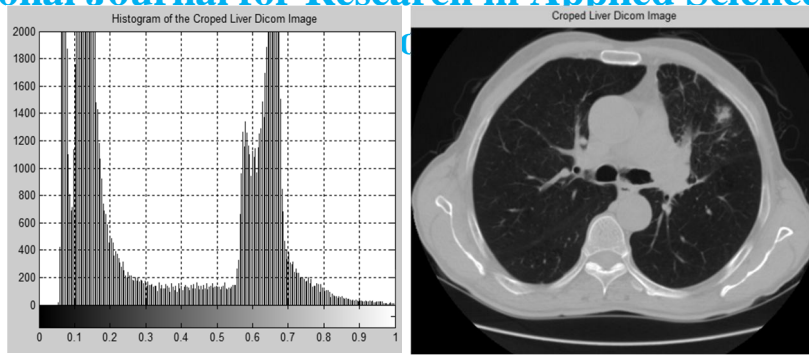 Journal for Research in Applied Science
Histogram of the Croped Liver Dicom Image
Croped Liver Dicom Image
2000
1800
1600
1400
1200
1000
800
600
400
200
0
0 0.1 0.2 0.3 0.4 0.5 0.6 0.7 0.8 0.9 1